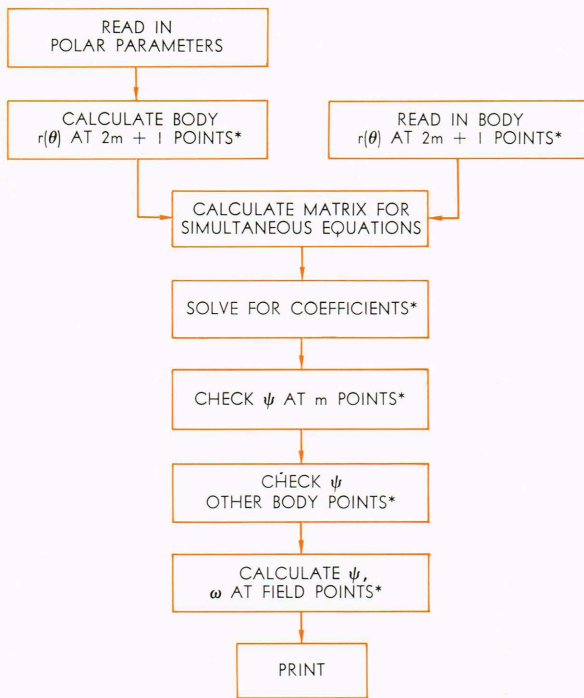 READ IN
POLAR PARAMETERS
CALCULATE BODY
r(θ) AT 2m + 1 POINTS*
READ IN BODY
r(θ) AT 2m + 1 POINTS*
CALCULATE MATRIX FOR
SIMULTANEOUS EQUATIONS
SOLVE FOR COEFFICIENTS*
CHECK ψ AT m POINTS*
CHECK ψ
OTHER BODY POINTS*
CALCULATE ψ,
ω AT FIELD POINTS*
PRINT